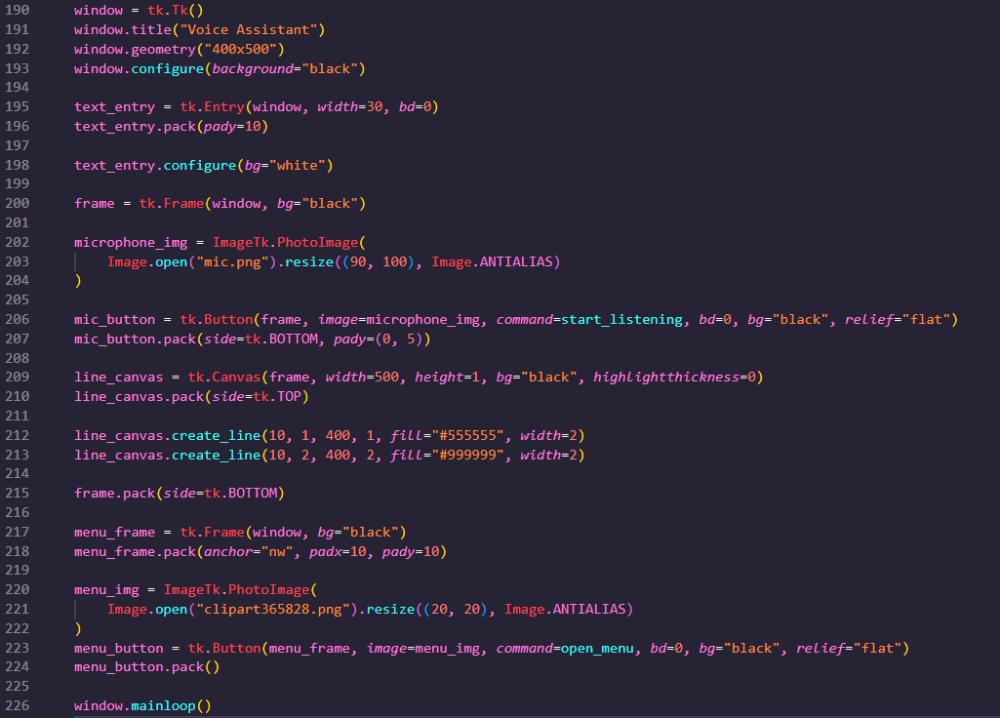 190 window = tk.Tk()
191 window.title("Voice Assistant")
192 window.geometry("400x500")
193 window.configure(background="black")
194
195 text_entry = tk.Entry(window, width=30, bd=0)
196 text_entry.pack(pady=10)
197
198 text_entry.configure(bg="white")
199
200 frame = tk.Frame(window, bg="black")
201
202 microphone_img = ImageTk.PhotoImage(
203     Image.open("mic.png").resize((90, 100), Image.ANTIALIAS)
204 )
205
206 mic_button = tk.Button(frame, image=microphone_img, command=start_listening, bd=0, bg="black", relief="flat")
207 mic_button.pack(side=tk.BOTTOM, pady=(0, 5))
208
209 line_canvas = tk.Canvas(frame, width=500, height=1, bg="black", highlightthickness=0)
210 line_canvas.pack(side=tk.TOP)
211
212 line_canvas.create_line(10, 1, 400, 1, fill="#555555", width=2)
213 line_canvas.create_line(10, 2, 400, 2, fill="#999999", width=2)
214
215 frame.pack(side=tk.BOTTOM)
216
217 menu_frame = tk.Frame(window, bg="black")
218 menu_frame.pack(anchor="nw", padx=10, pady=10)
219
220 menu_img = ImageTk.PhotoImage(
221     Image.open("clipart365828.png").resize((20, 20), Image.ANTIALIAS)
222 )
223 menu_button = tk.Button(menu_frame, image=menu_img, command=open_menu, bd=0, bg="black", relief="flat")
224 menu_button.pack()
225
226 window.mainloop()